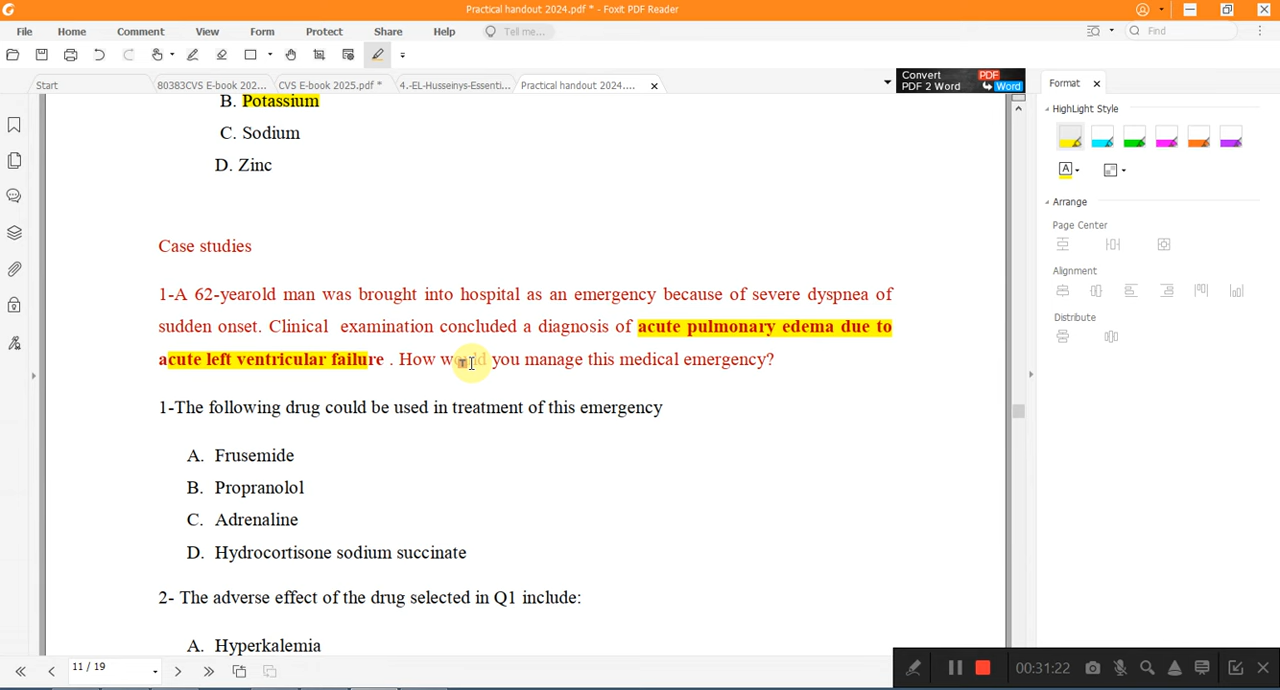 Practical handout 2024.pdf * - Foxit PDF Reader
File Home Comment View Form Protect Share Help Tell me... Find
Start 80383CVS E-book 202... CVS E-book 2025.pdf * 4.-EL-Husseinys-Essenti... Practical handout 2024....
Convert PDF
PDF 2 Word Word
Format
HighLight Style
A
Arrange
Page Center
Alignment
Distribute
B. Potassium
C. Sodium
D. Zinc
Case studies
1-A 62-yearold man was brought into hospital as an emergency because of severe dyspnea of
sudden onset. Clinical examination concluded a diagnosis of acute pulmonary edema due to
acute left ventricular failure . How would you manage this medical emergency?
1-The following drug could be used in treatment of this emergency
A. Frusemide
B. Propranolol
C. Adrenaline
D. Hydrocortisone sodium succinate
2- The adverse effect of the drug selected in Q1 include:
A. Hyperkalemia
11 / 19
00:31:22